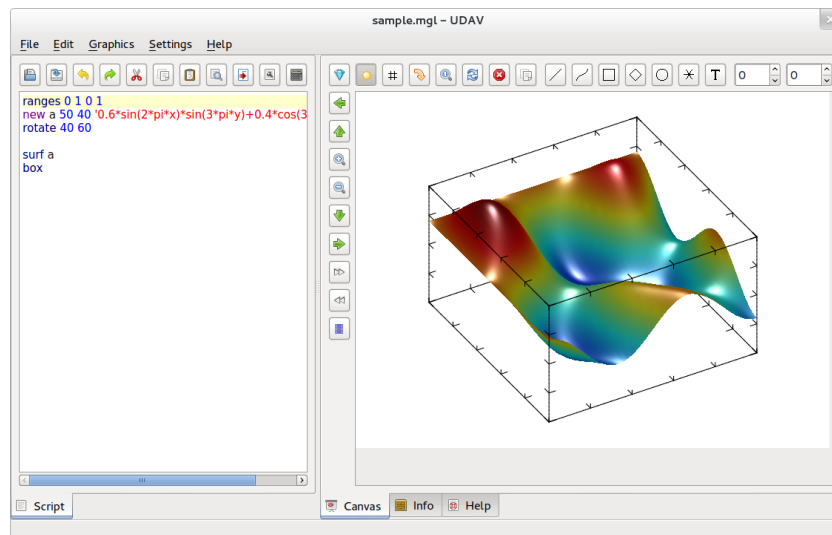 sample.mgl – UDAV
File Edit Graphics Settings Help
T 0 0
ranges 0 1 0 1
new a 50 40 '0.6*sin(2*pi*x)*sin(3*pi*y)+0.4*cos(3
rotate 40 60
surf a
box
Script
Canvas Info Help